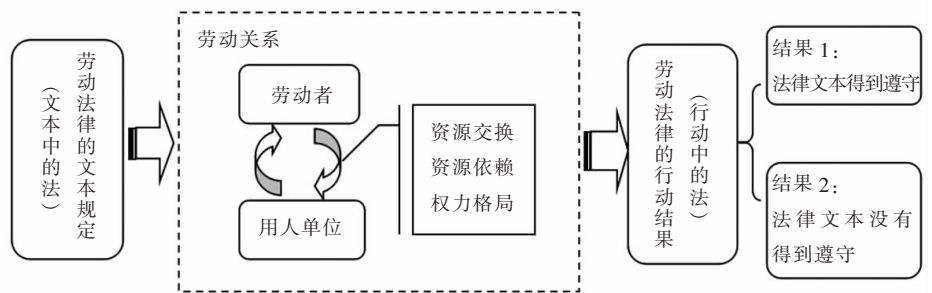 劳动法律的文本规定
(文本中的法)
劳动关系
劳动者
用人单位
资源交换
资源依赖
权力格局
劳动法律的行动结果
(行动中的法)
结果 1:
法律文本得到遵守
结果 2:
法律文本没有
得到遵守